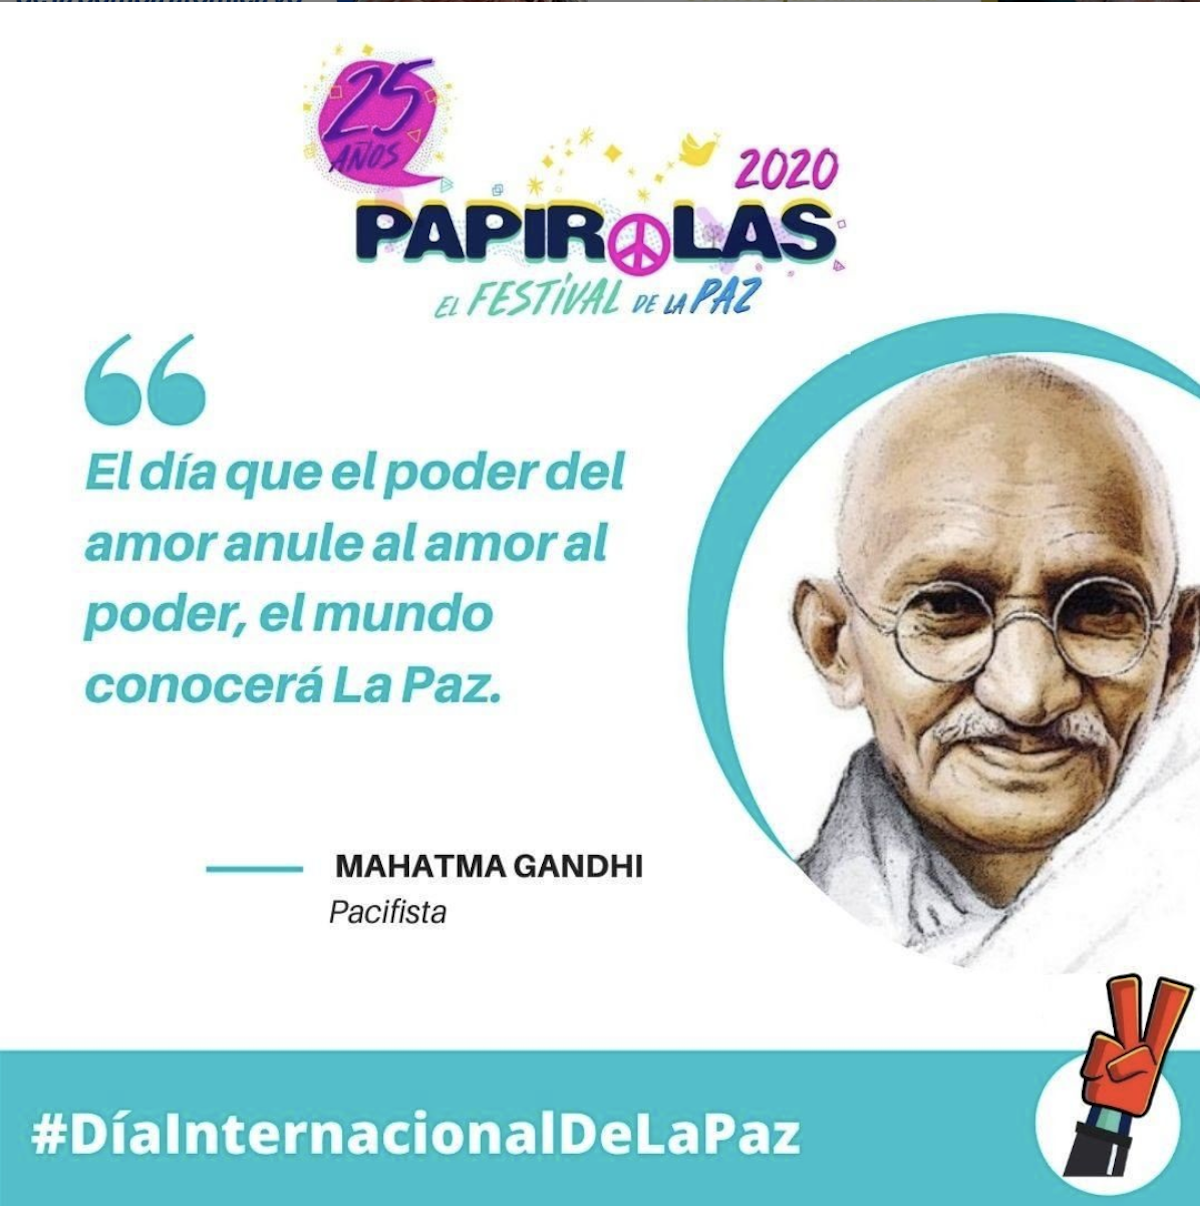 25
AÑOS
2020
PAPIROLAS
EL FESTIVAL DE LA PAZ
El día que el poder del
amor anule al amor al
poder, el mundo
conocerá La Paz.
MAHATMA GANDHI
Pacifista
#DíaInternacionalDeLaPaz